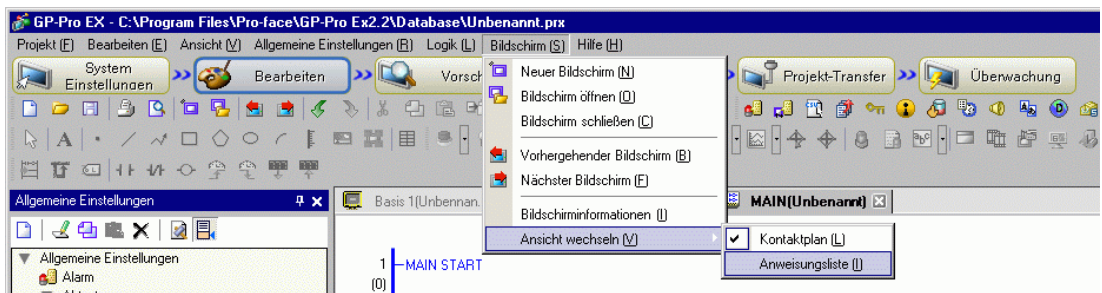 GP-Pro EX - C:\Program Files\Pro-face\GP-Pro Ex2.2\Database\Unbenannt.prx
Projekt (F) Bearbeiten (E) Ansicht (V) Allgemeine Einstellungen (R) Logik (L) Bildschirm (S) Hilfe (H)
System Einstellungen >> Bearbeiten >> Vorsch Projekt-Transfer >> Überwachung
Neuer Bildschirm (N)
Bildschirm öffnen (O)
Bildschirm schließen (C)
Vorhergehender Bildschirm (B)
Nächster Bildschirm (F)
Bildschirminformationen (I)
Ansicht wechseln (V)
Kontaktplan (L)
Anweisungsliste (I)
Allgemeine Einstellungen
Basis 1(Unbennan.
MAIN(Unbenannt)
Allgemeine Einstellungen
Alarm
1 MAIN START
(0)